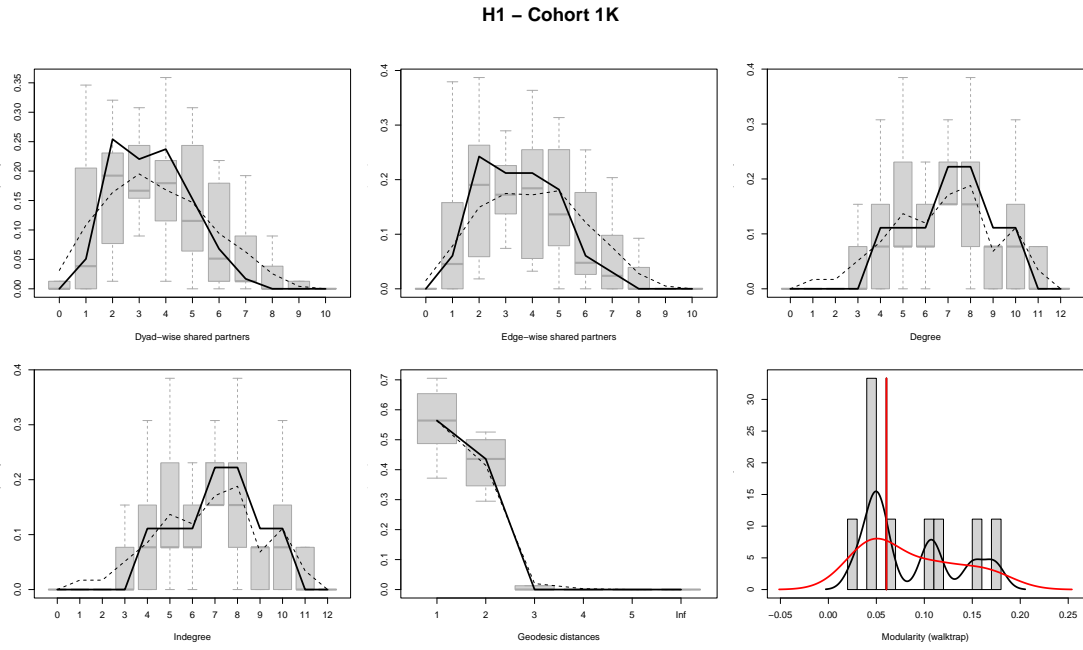 H1 – Cohort 1K
0.00 0.05 0.10 0.15 0.20 0.25 0.30 0.35
0 1 2 3 4 5 6 7 8 9 10
Dyad−wise shared partners
0.0 0.1 0.2 0.3 0.4
0 1 2 3 4 5 6 7 8 9 10
Edge−wise shared partners
0.0 0.1 0.2 0.3 0.4
0 1 2 3 4 5 6 7 8 9 10 11 12
Degree
0.0 0.1 0.2 0.3 0.4
0 1 2 3 4 5 6 7 8 9 10 11 12
Indegree
0.0 0.1 0.2 0.3 0.4 0.5 0.6 0.7
1 2 3 4 5 Inf
Geodesic distances
0 5 10 15 20 25 30
−0.05 0.00 0.05 0.10 0.15 0.20 0.25
Modularity (walktrap)